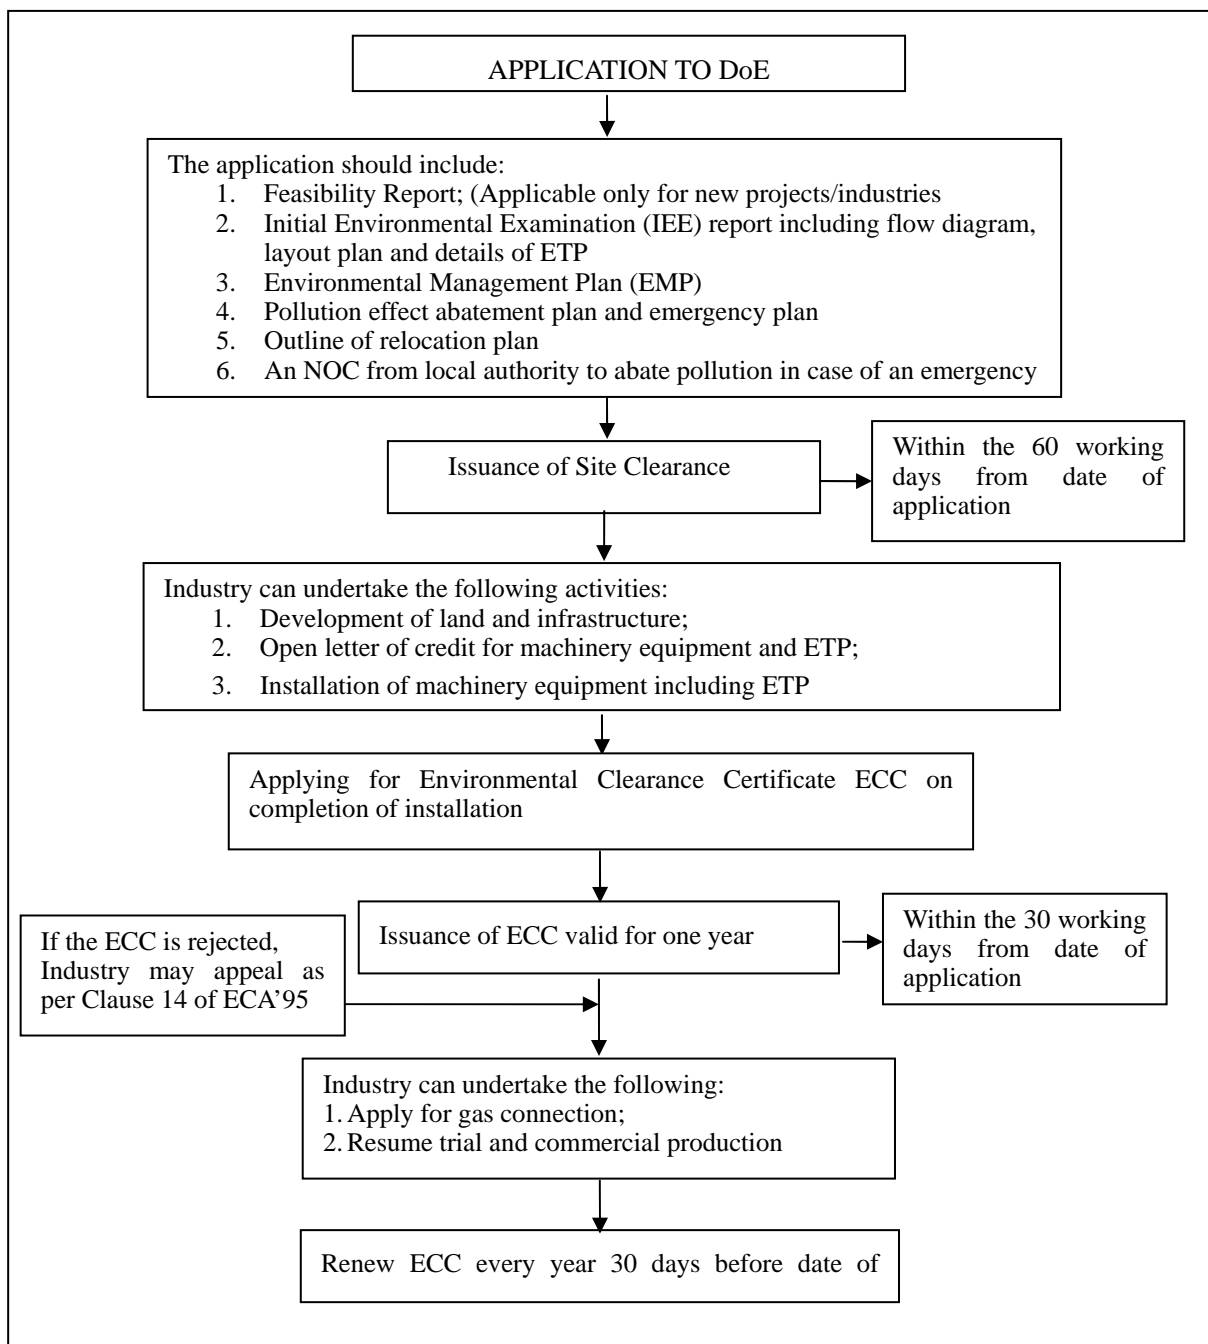 APPLICATION TO DoE
The application should include:
1. Feasibility Report; (Applicable only for new projects/industries
2. Initial Environmental Examination (IEE) report including flow diagram,
layout plan and details of ETP
3. Environmental Management Plan (EMP)
4. Pollution effect abatement plan and emergency plan
5. Outline of relocation plan
6. An NOC from local authority to abate pollution in case of an emergency
Issuance of Site Clearance
Within the 60 working
days from date of
application
Industry can undertake the following activities:
1. Development of land and infrastructure;
2. Open letter of credit for machinery equipment and ETP;
3. Installation of machinery equipment including ETP
Applying for Environmental Clearance Certificate ECC on
completion of installation
Issuance of ECC valid for one year
Within the 30 working
days from date of
application
If the ECC is rejected,
Industry may appeal as
per Clause 14 of ECA’95
Industry can undertake the following:
1. Apply for gas connection;
2. Resume trial and commercial production
Renew ECC every year 30 days before date of